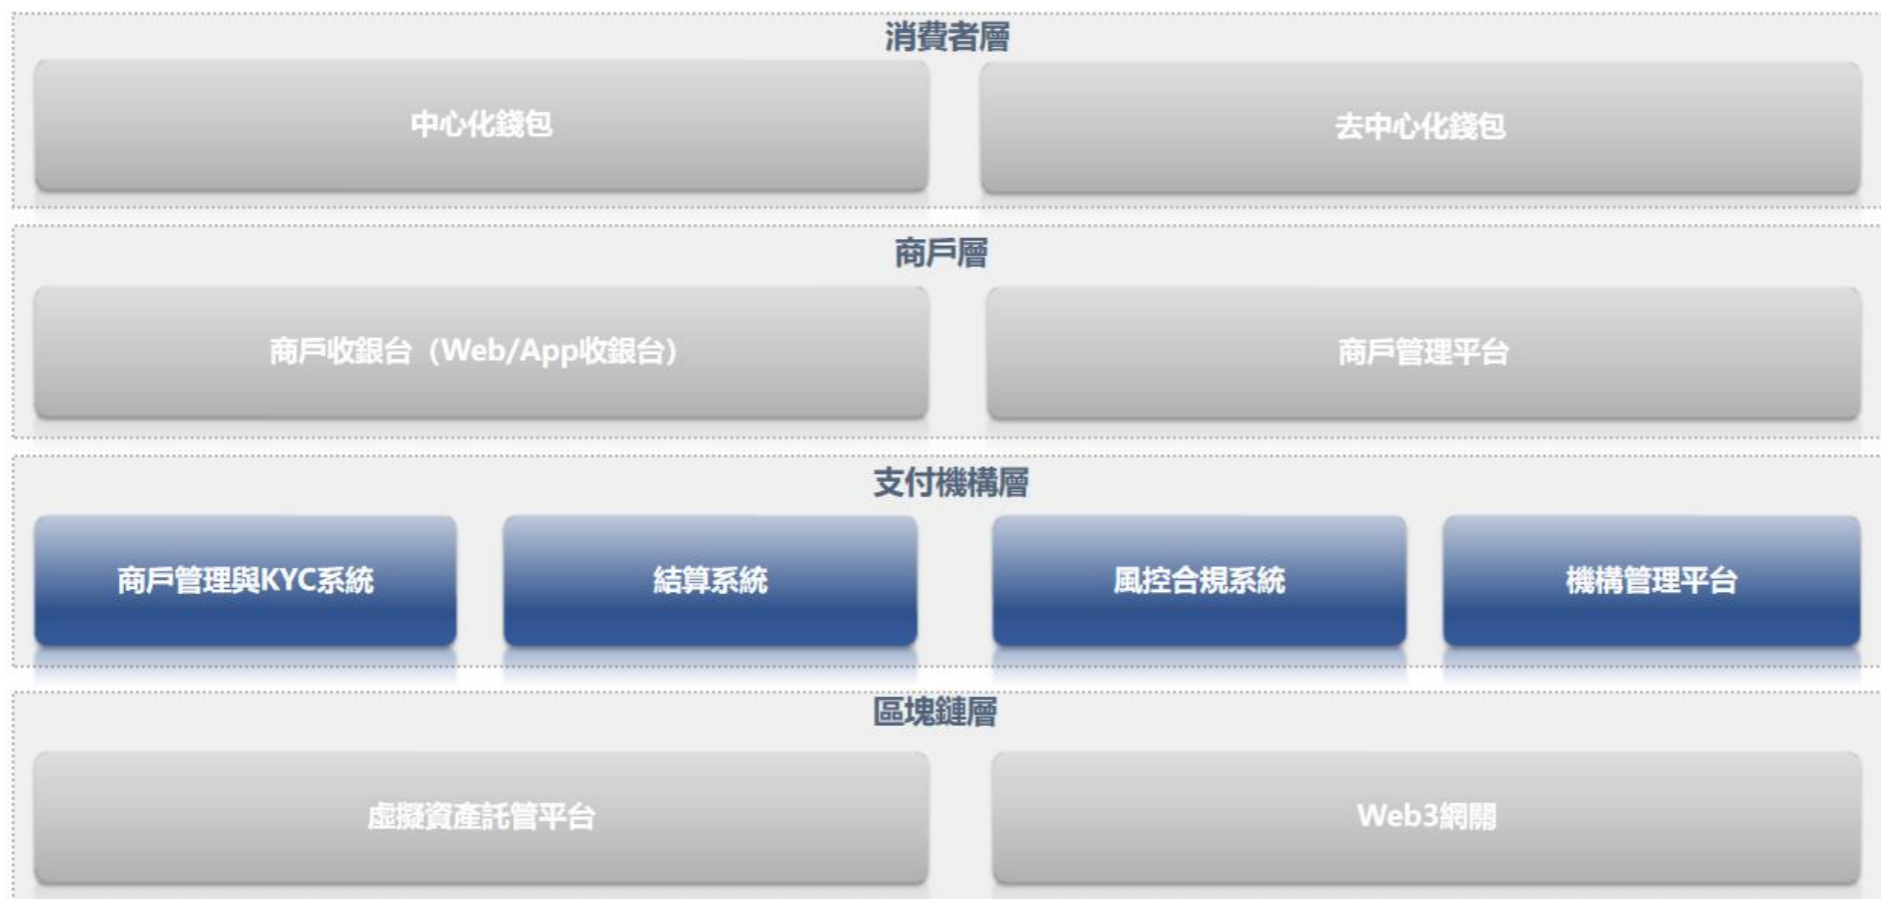 消費者層
中心化錢包
去中心化錢包
商戶層
商戶收銀台（Web/App收銀台）
商戶管理平台
支付機構層
商戶管理與KYC系統
結算系統
風控合規系統
機構管理平台
區塊鏈層
虛擬資產託管平台
Web3網關